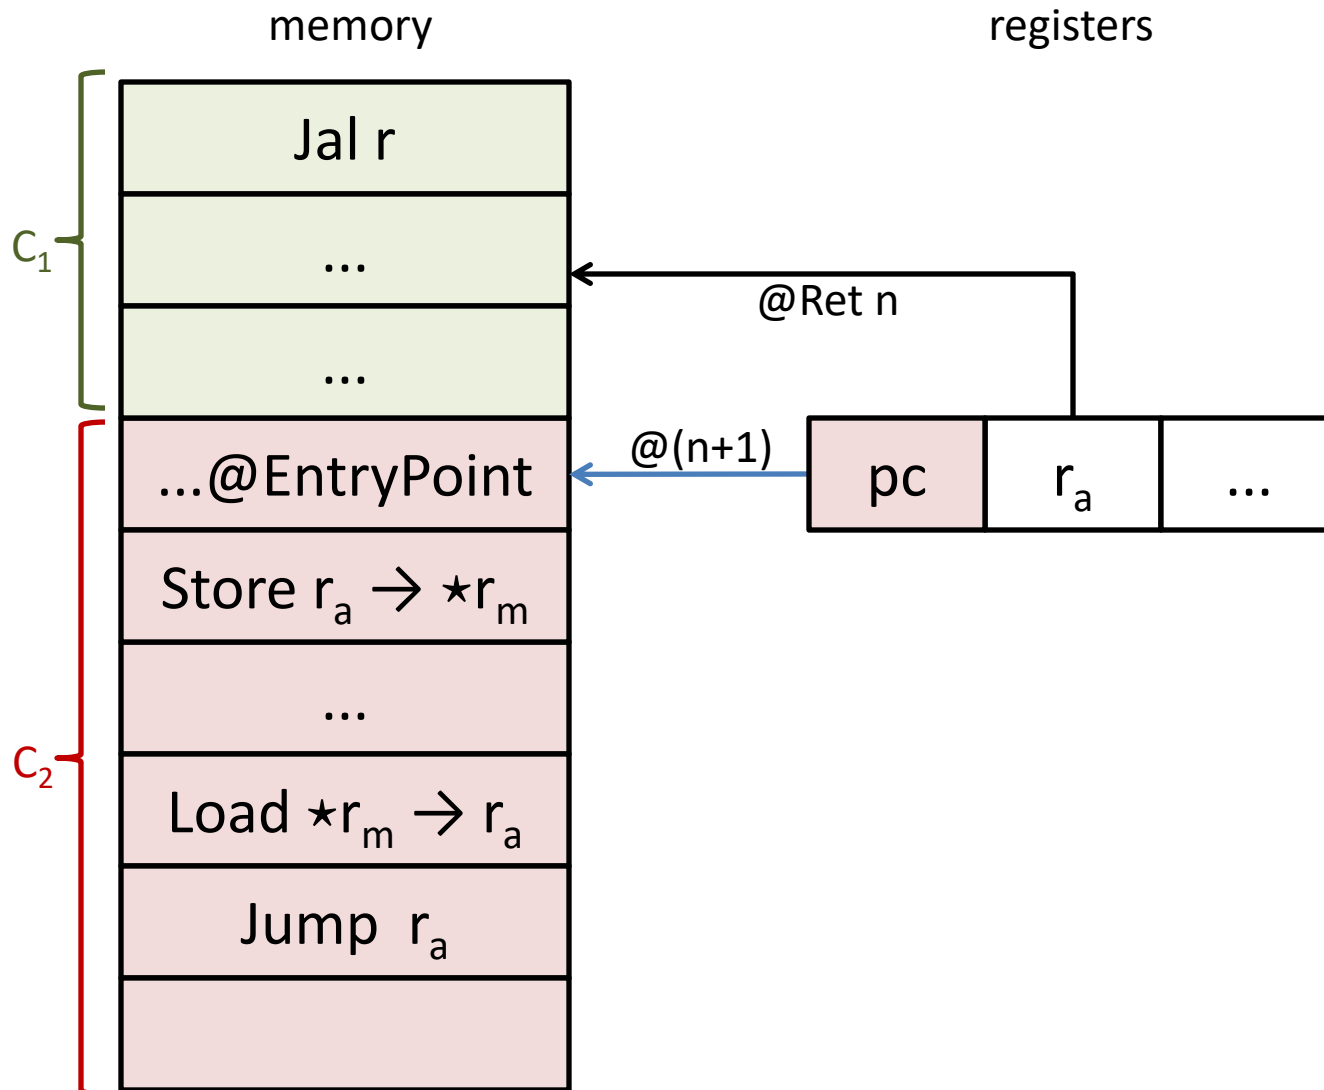 memory
registers
Jal r
C₁
...
@Ret n
...
...@EntryPoint
@(n+1)
pc
rₐ
...
Store rₐ → ⋆rₘ
...
C₂
Load ⋆rₘ → rₐ
Jump rₐ